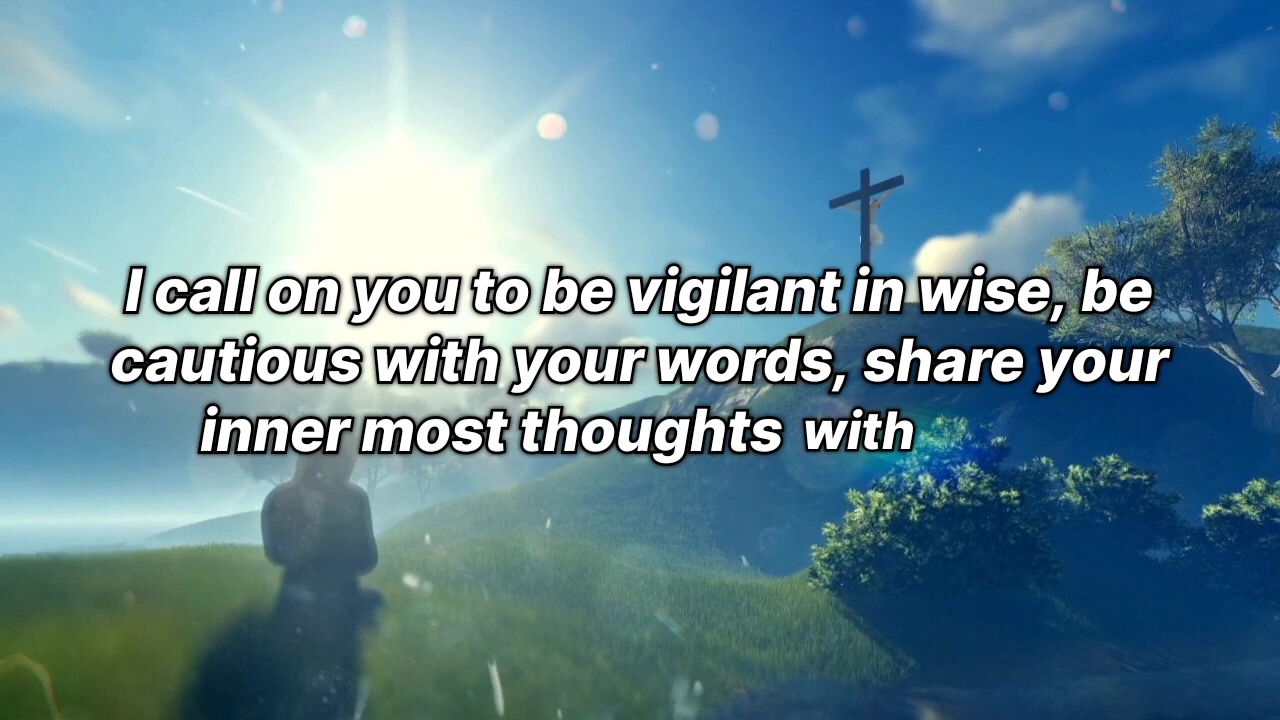 I call on you to be vigilant in wise, be
cautious with your words, share your
inner most thoughts with